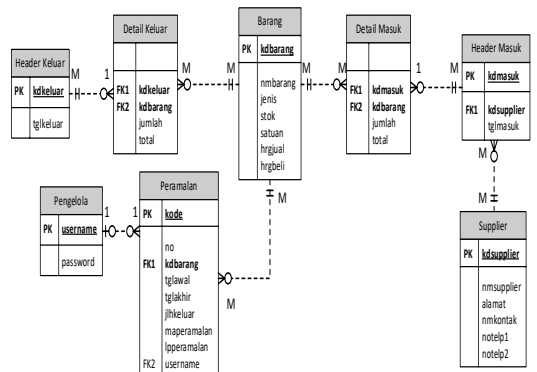 Header Keluar
PK kdkeluar
tglkeluar
M
1
Detail Keluar
FK1 kdkeluar
FK2 kdbarang
jumlah
total
M
M
Barang
PK kdbarang
nmbarang
jenis
stok
satuan
hrgjual
hrgbeli
M
M
Detail Masuk
FK1 kdmasuk
FK2 kdbarang
jumlah
total
1
M
Header Masuk
PK kdmasuk
FK1 kdsupplier
tglmasuk
M
M
Supplier
PK kdsupplier
nmsupplier
alamat
nmkontak
notelp1
notelp2
Pengelola
PK username
password
1
1
Peramalan
PK kode
no
FK1 kdbarang
tglawal
tglakhir
jlhkeluar
maperamalan
lpperamalan
FK2 username
M
M